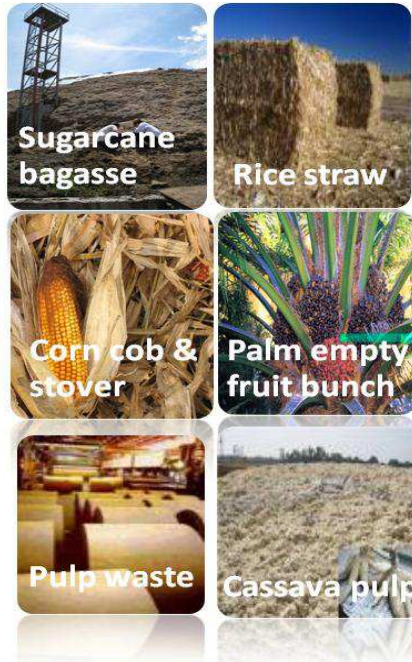 Sugarcane
bagasse
Rice straw
Corn cob &
stover
Palm empty
fruit bunch
Pulp waste
Cassava pulp